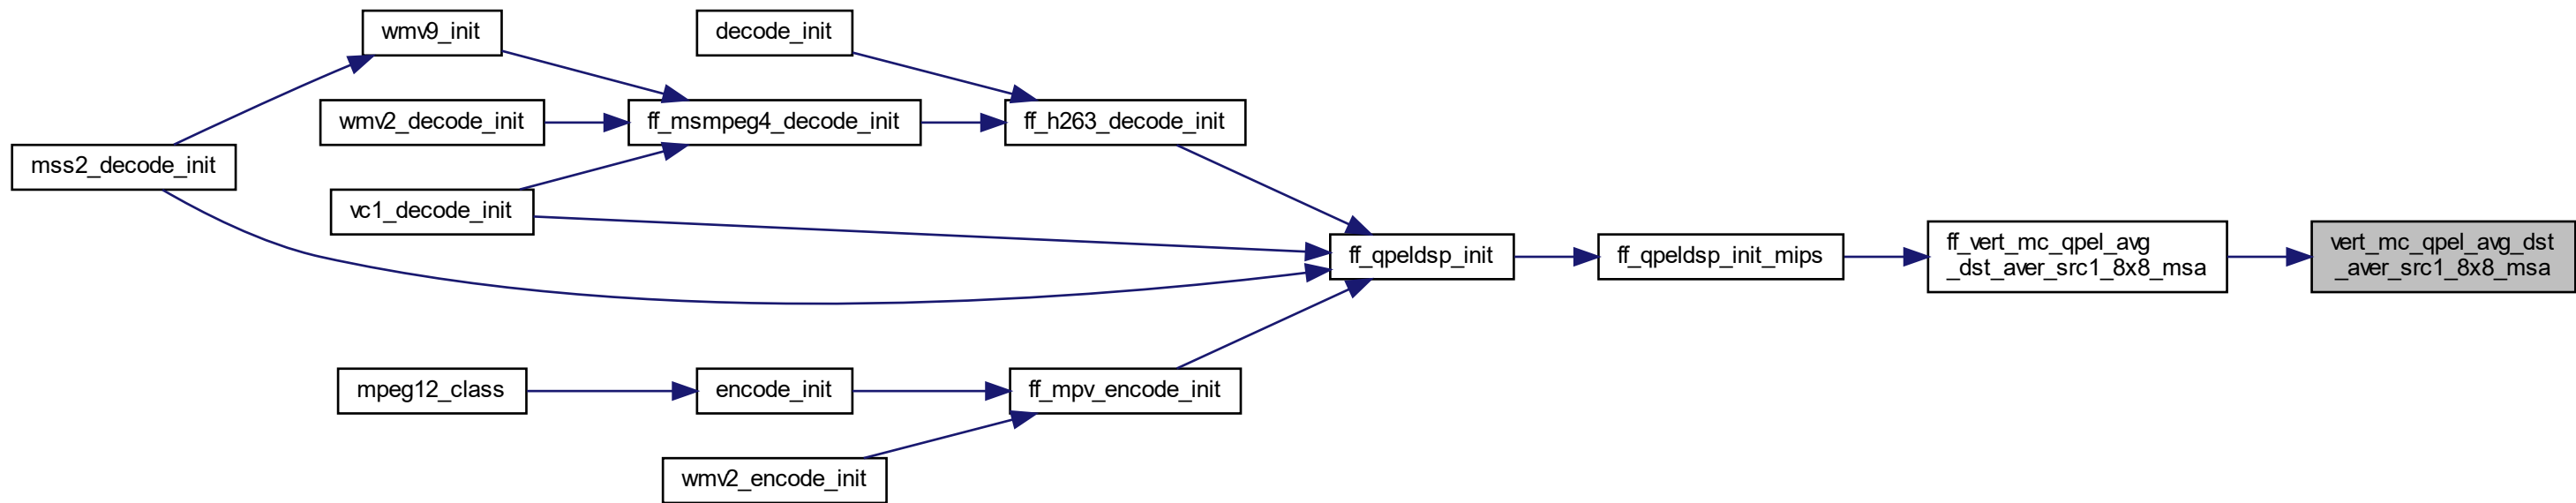 wmv9_init
decode_init
wmv2_decode_init
ff_msmpeg4_decode_init
ff_h263_decode_init
mss2_decode_init
vc1_decode_init
ff_qpeldsp_init
ff_qpeldsp_init_mips
ff_vert_mc_qpel_avg
_dst_aver_src1_8x8_msa
vert_mc_qpel_avg_dst
_aver_src1_8x8_msa
mpeg12_class
encode_init
ff_mpv_encode_init
wmv2_encode_init